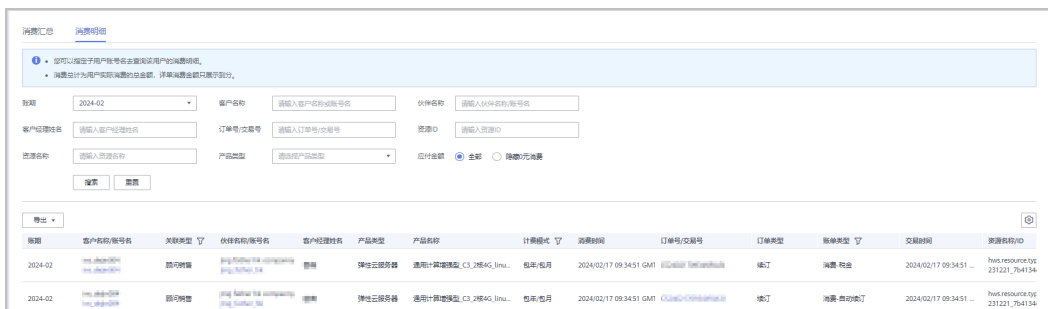 消费汇总 消费明细
• 您可以指定子用户账号名去查询该用户的消费明细。
• 消费总计为用户实际消费的总金额，详单消费金额只展示到分。
账期 2024-02 客户名称 请输入客户名称或账号名 伙伴名称 请输入伙伴名称/账号名
客户经理姓名 请输入客户经理姓名 订单号/交易号 请输入订单号/交易号 资源ID 请输入资源ID
资源名称 请输入资源名称 产品类型 请选择产品类型 应付金额 全部 隐藏0元消费
搜索 重置
导出
账期 客户名称/账号名 关联类型 伙伴名称/账号名 客户经理姓名 产品类型 产品名称 计费模式 消费时间 订单号/交易号 订单类型 账单类型 交易时间 资源名称/ID
2024-02 顾问销售 弹性云服务器 通用计算增强型_C3_2核4G_linu... 包年/包月 2024/02/17 09:34:51 GMT 续订 消费-税金 2024/02/17 09:34:51 ... hws.resource.typ
231221_7b4134
2024-02 顾问销售 弹性云服务器 通用计算增强型_C3_2核4G_linu... 包年/包月 2024/02/17 09:34:51 GMT 续订 消费-自动续订 2024/02/17 09:34:51 ... hws.resource.typ
231221_7b4134